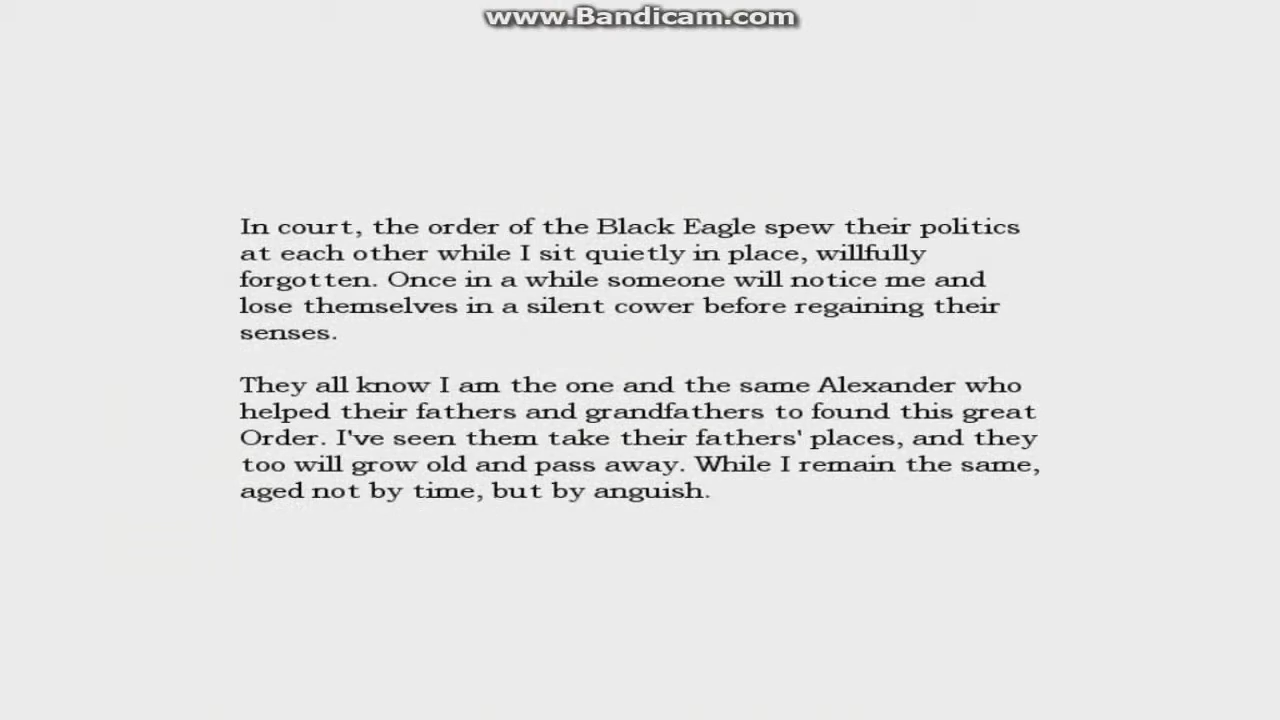 www.Bandicam.com
In court, the order of the Black Eagle spew their politics
at each other while I sit quietly in place, willfully
forgotten. Once in a while someone will notice me and
lose themselves in a silent cower before regaining their
senses.
They all know I am the one and the same Alexander who
helped their fathers and grandfathers to found this great
Order. I've seen them take their fathers' places, and they
too will grow old and pass away. While I remain the same,
aged not by time, but by anguish.